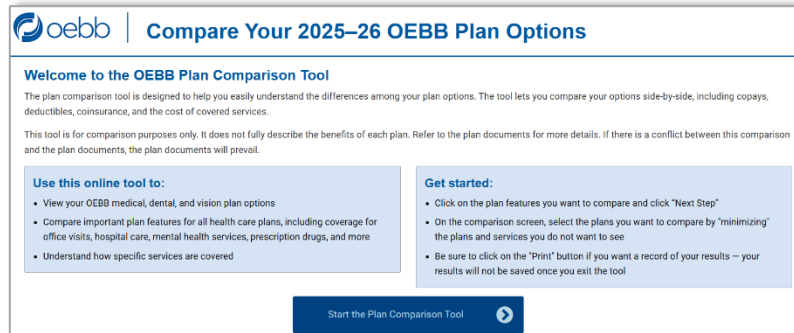 oebb Compare Your 2025–26 OEBB Plan Options
Welcome to the OEBB Plan Comparison Tool
The plan comparison tool is designed to help you easily understand the differences among your plan options. The tool lets you compare your options side-by-side, including copays,
deductibles, coinsurance, and the cost of covered services.
This tool is for comparison purposes only. It does not fully describe the benefits of each plan. Refer to the plan documents for more details. If there is a conflict between this comparison
and the plan documents, the plan documents will prevail.
Use this online tool to:
• View your OEBB medical, dental, and vision plan options
• Compare important plan features for all health care plans, including coverage for
office visits, hospital care, mental health services, prescription drugs, and more
• Understand how specific services are covered
Get started:
• Click on the plan features you want to compare and click “Next Step”
• On the comparison screen, select the plans you want to compare by "minimizing"
the plans and services you do not want to see
• Be sure to click on the "Print" button if you want a record of your results — your
results will not be saved once you exit the tool
Start the Plan Comparison Tool